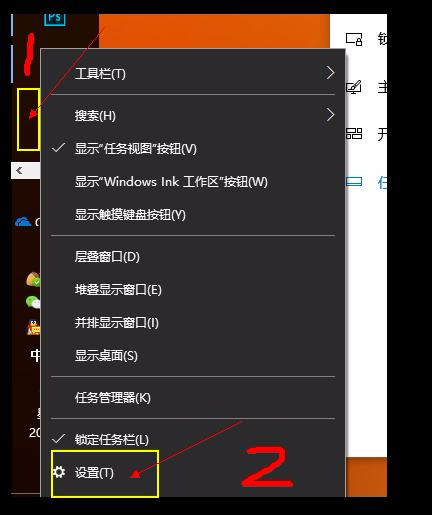 Ps
1
工具栏(T)
搜索(H)
显示“任务视图”按钮(V)
显示“Windows Ink 工作区”按钮(W)
显示触摸键盘按钮(Y)
层叠窗口(D)
堆叠显示窗口(E)
并排显示窗口(I)
中
显示桌面(S)
任务管理器(K)
20
锁定任务栏(L)
设置(T)
2